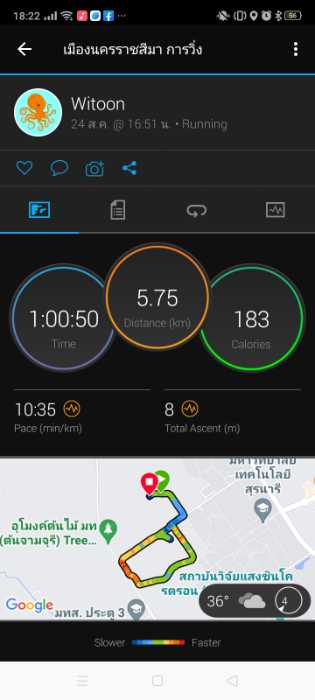 18:22
86
เมืองนครราชสีมา การวิ่ง
Witoon
24 ส.ค. @ 16:51 น. • Running
1:00:50
Time
5.75
Distance (km)
183
Calories
10:35
Pace (min/km)
8
Total Ascent (m)
มหาวิทยาลัย
เทคโนโลยี
สุรนารี
อุโมงค์ต้นไม้ มท
(ต้นจามจุรี) Tree...
สถาบันวิจัยแสงซินโค
รตรอน
Google
มทส. ประตู 3
36°
4
Slower
Faster